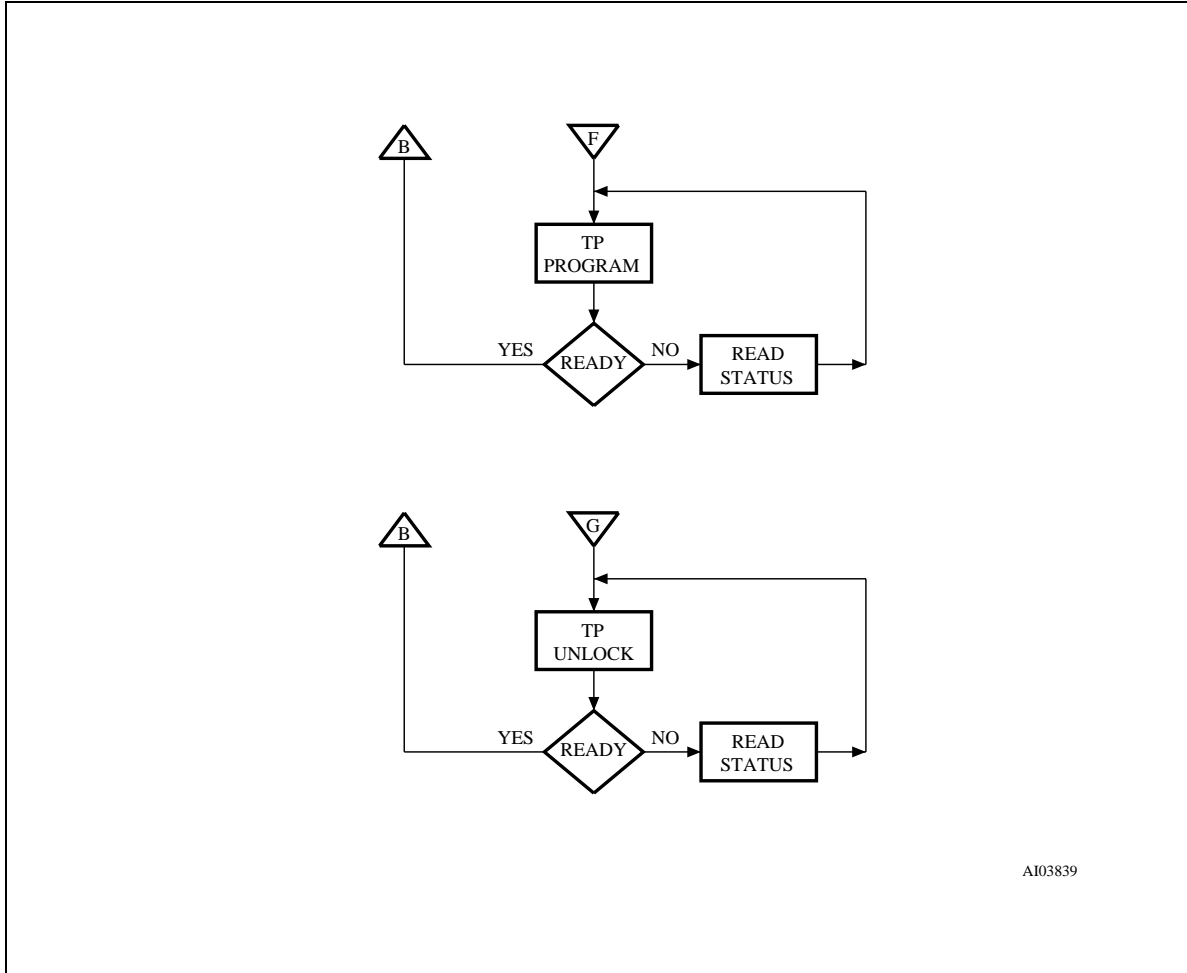 B
F
TP
PROGRAM
YES
READY
NO
READ
STATUS
B
G
TP
UNLOCK
YES
READY
NO
READ
STATUS
AI03839